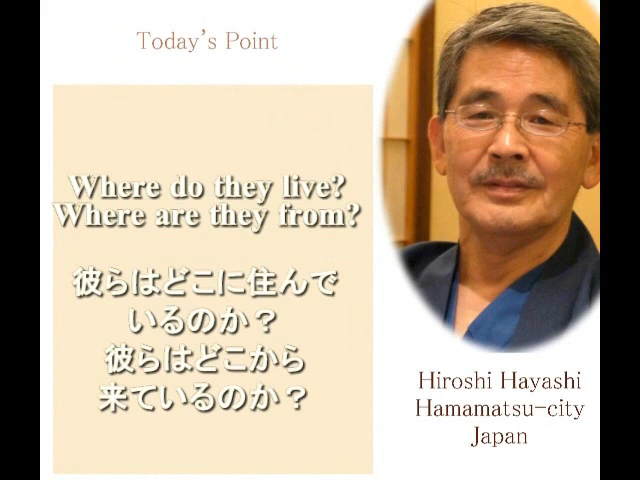 Today's Point
Where do they live?
Where are they from?
彼らはどこに住んで
いるのか？
彼らはどこから
来ているのか？
Hiroshi Hayashi
Hamamatsu-city
Japan